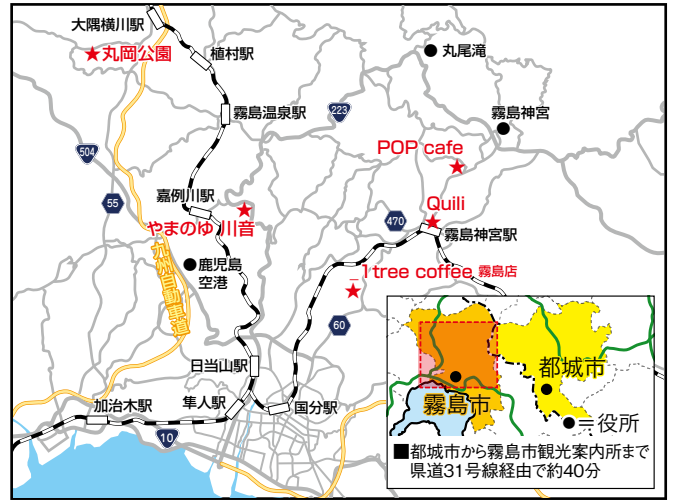 大隅横川駅
丸岡公園
植村駅
丸尾滝
霧島温泉駅
223
霧島神宮
504
POP cafe
55
嘉例川駅
Quili
470
やまのゆ 川音
霧島神宮駅
鹿児島
空港
1tree coffee 霧島店
九州自動車道
60
日当山駅
都城市
霧島市
加治木駅
隼人駅
国分駅
=役所
10
■都城市から霧島市観光案内所まで
県道31号線経由で約40分